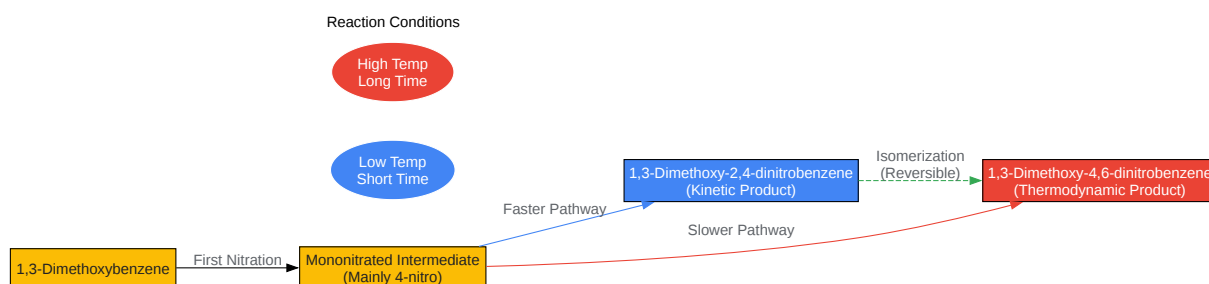 Reaction Conditions
High Temp
Long Time
Low Temp
Short Time
1,3-Dimethoxybenzene
First Nitration
Mononitrated Intermediate
(Mainly 4-nitro)
Faster Pathway
Slower Pathway
1,3-Dimethoxy-2,4-dinitrobenzene
(Kinetic Product)
Isomerization
(Reversible)
1,3-Dimethoxy-4,6-dinitrobenzene
(Thermodynamic Product)